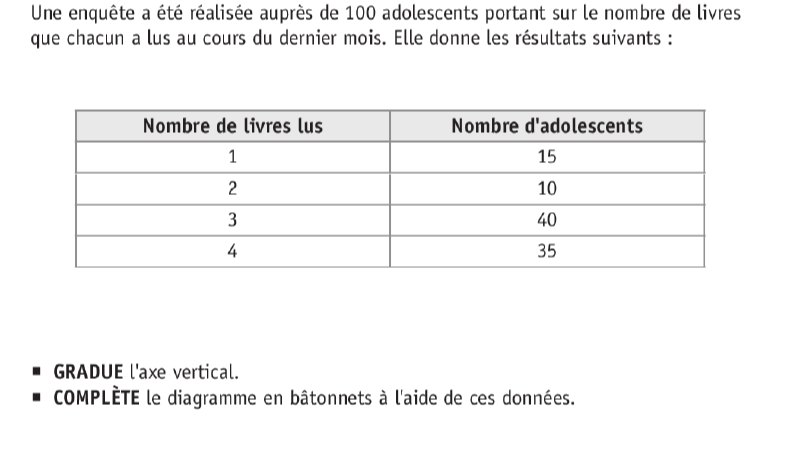 Une enquête a été réalisée auprès de 100 adolescents portant sur le nombre de livres
que chacun a lus au cours du dernier mois. Elle donne les résultats suivants :
Nombre de livres lus Nombre d'adolescents
1 15
2 10
3 40
4 35
▪ GRADUE l'axe vertical.
▪ COMPLÈTE le diagramme en bâtonnets à l'aide de ces données.